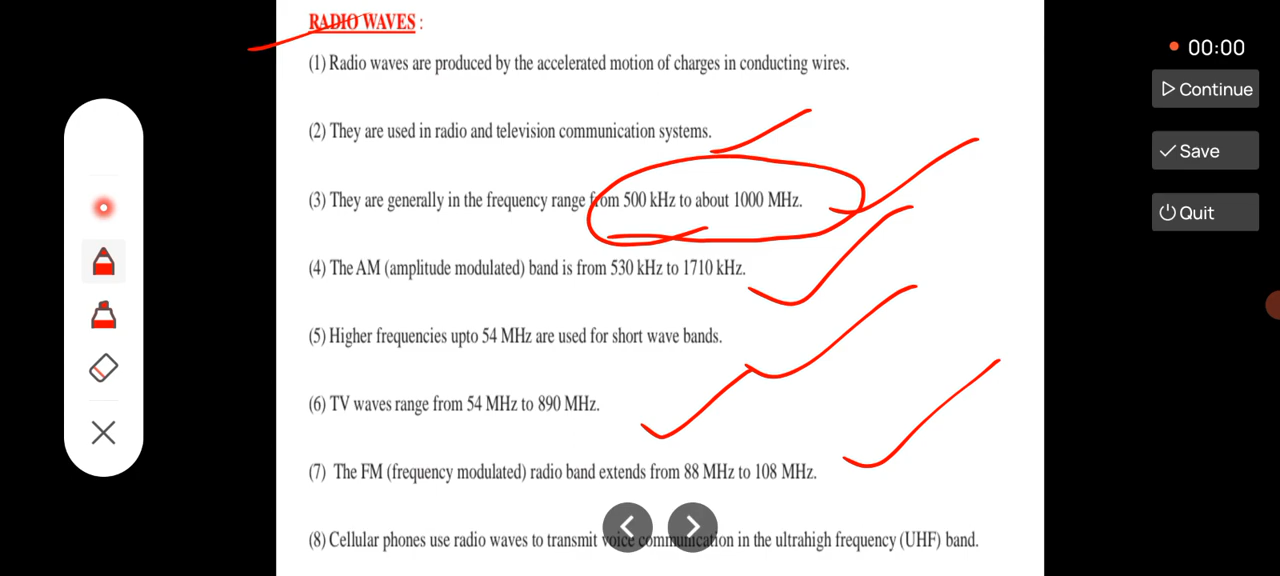 RADIO WAVES :
(1) Radio waves are produced by the accelerated motion of charges in conducting wires.
(2) They are used in radio and television communication systems.
(3) They are generally in the frequency range from 500 kHz to about 1000 MHz.
(4) The AM (amplitude modulated) band is from 530 kHz to 1710 kHz.
(5) Higher frequencies upto 54 MHz are used for short wave bands.
(6) TV waves range from 54 MHz to 890 MHz.
(7) The FM (frequency modulated) radio band extends from 88 MHz to 108 MHz.
(8) Cellular phones use radio waves to transmit voice communication in the ultrahigh frequency (UHF) band.
00:00
Continue
Save
Quit